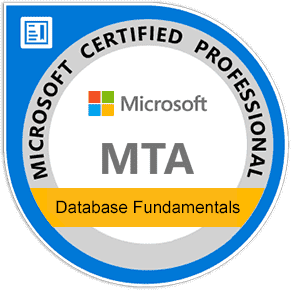 MICROSOFT CERTIFIED PROFESSIONAL
Microsoft
MTA
Database Fundamentals